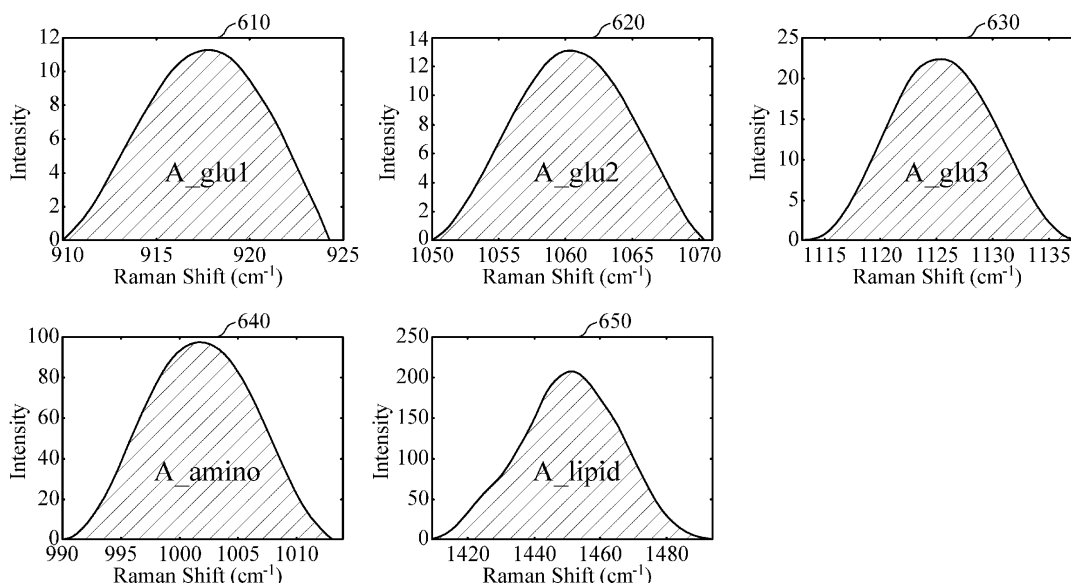 610
12
10
8
6
4
2
0
Intensity
A_glu1
910 915 920 925
Raman Shift (cm⁻¹)
620
14
12
10
8
6
4
2
0
Intensity
A_glu2
1050 1055 1060 1065 1070
Raman Shift (cm⁻¹)
630
25
20
15
10
5
0
Intensity
A_glu3
1115 1120 1125 1130 1135
Raman Shift (cm⁻¹)
640
100
80
60
40
20
0
Intensity
A_amino
990 995 1000 1005 1010
Raman Shift (cm⁻¹)
650
250
200
150
100
50
0
Intensity
A_lipid
1420 1440 1460 1480
Raman Shift (cm⁻¹)